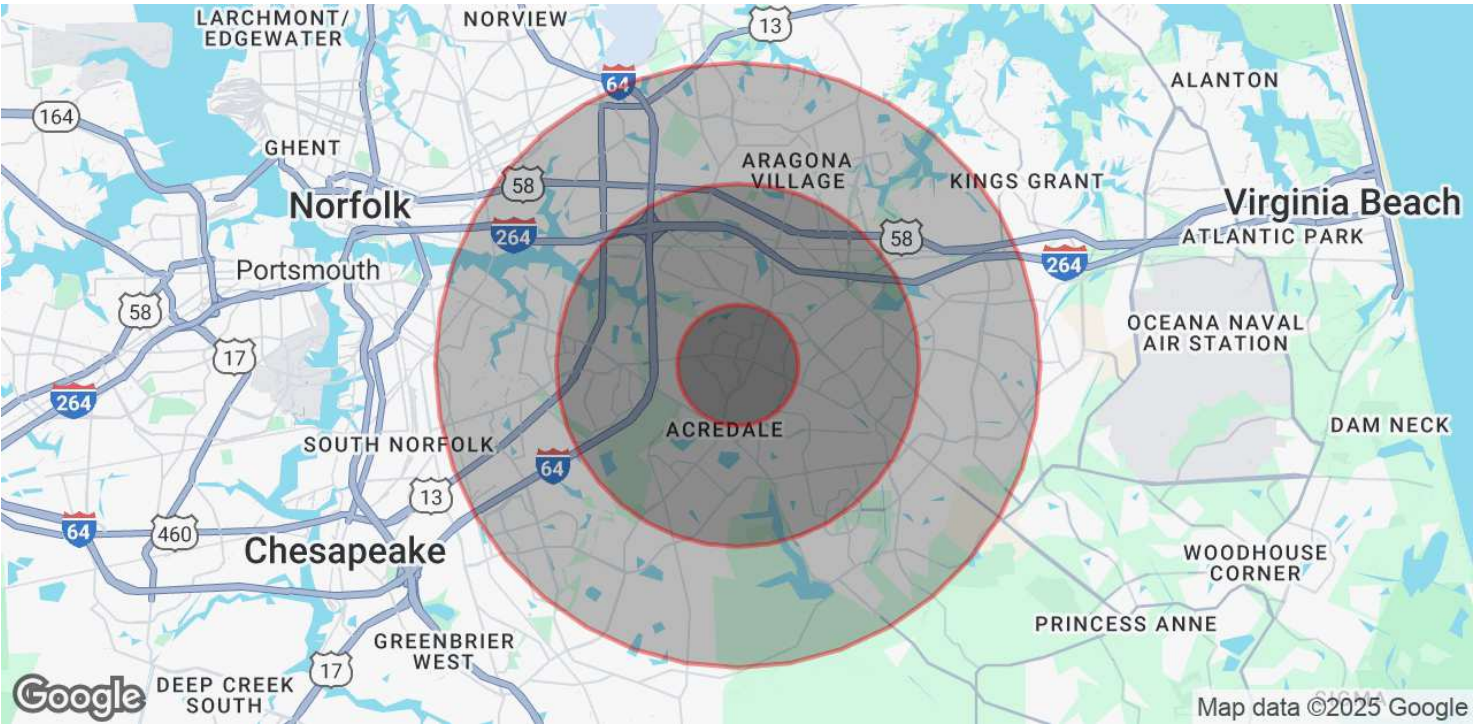 LARCHMONT/
EDGEWATER
NORVIEW
13
64
ALANTON
164
GHENT
ARAGONA
VILLAGE
58
KINGS GRANT
Norfolk
Virginia Beach
264
58
ATLANTIC PARK
264
Portsmouth
58
17
OCEANA NAVAL
AIR STATION
264
ACREDALE
DAM NECK
SOUTH NORFOLK
64
13
64
460
Chesapeake
WOODHOUSE
CORNER
PRINCESS ANNE
GREENBRIER
WEST
17
DEEP CREEK
SOUTH
Google
SIGMA
Map data ©2025 Google